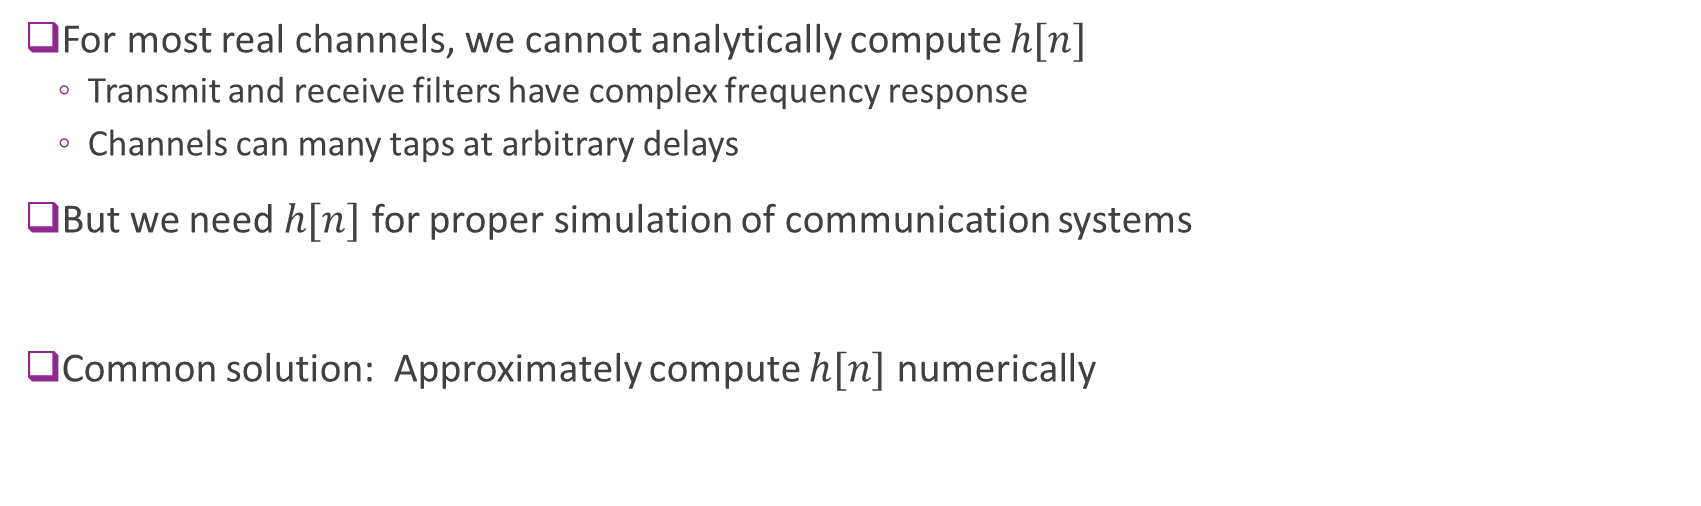 ❑For most real channels, we cannot analytically compute h[n]
◦ Transmit and receive filters have complex frequency response
◦ Channels can many taps at arbitrary delays
❑But we need h[n] for proper simulation of communication systems
❑Common solution: Approximately compute h[n] numerically